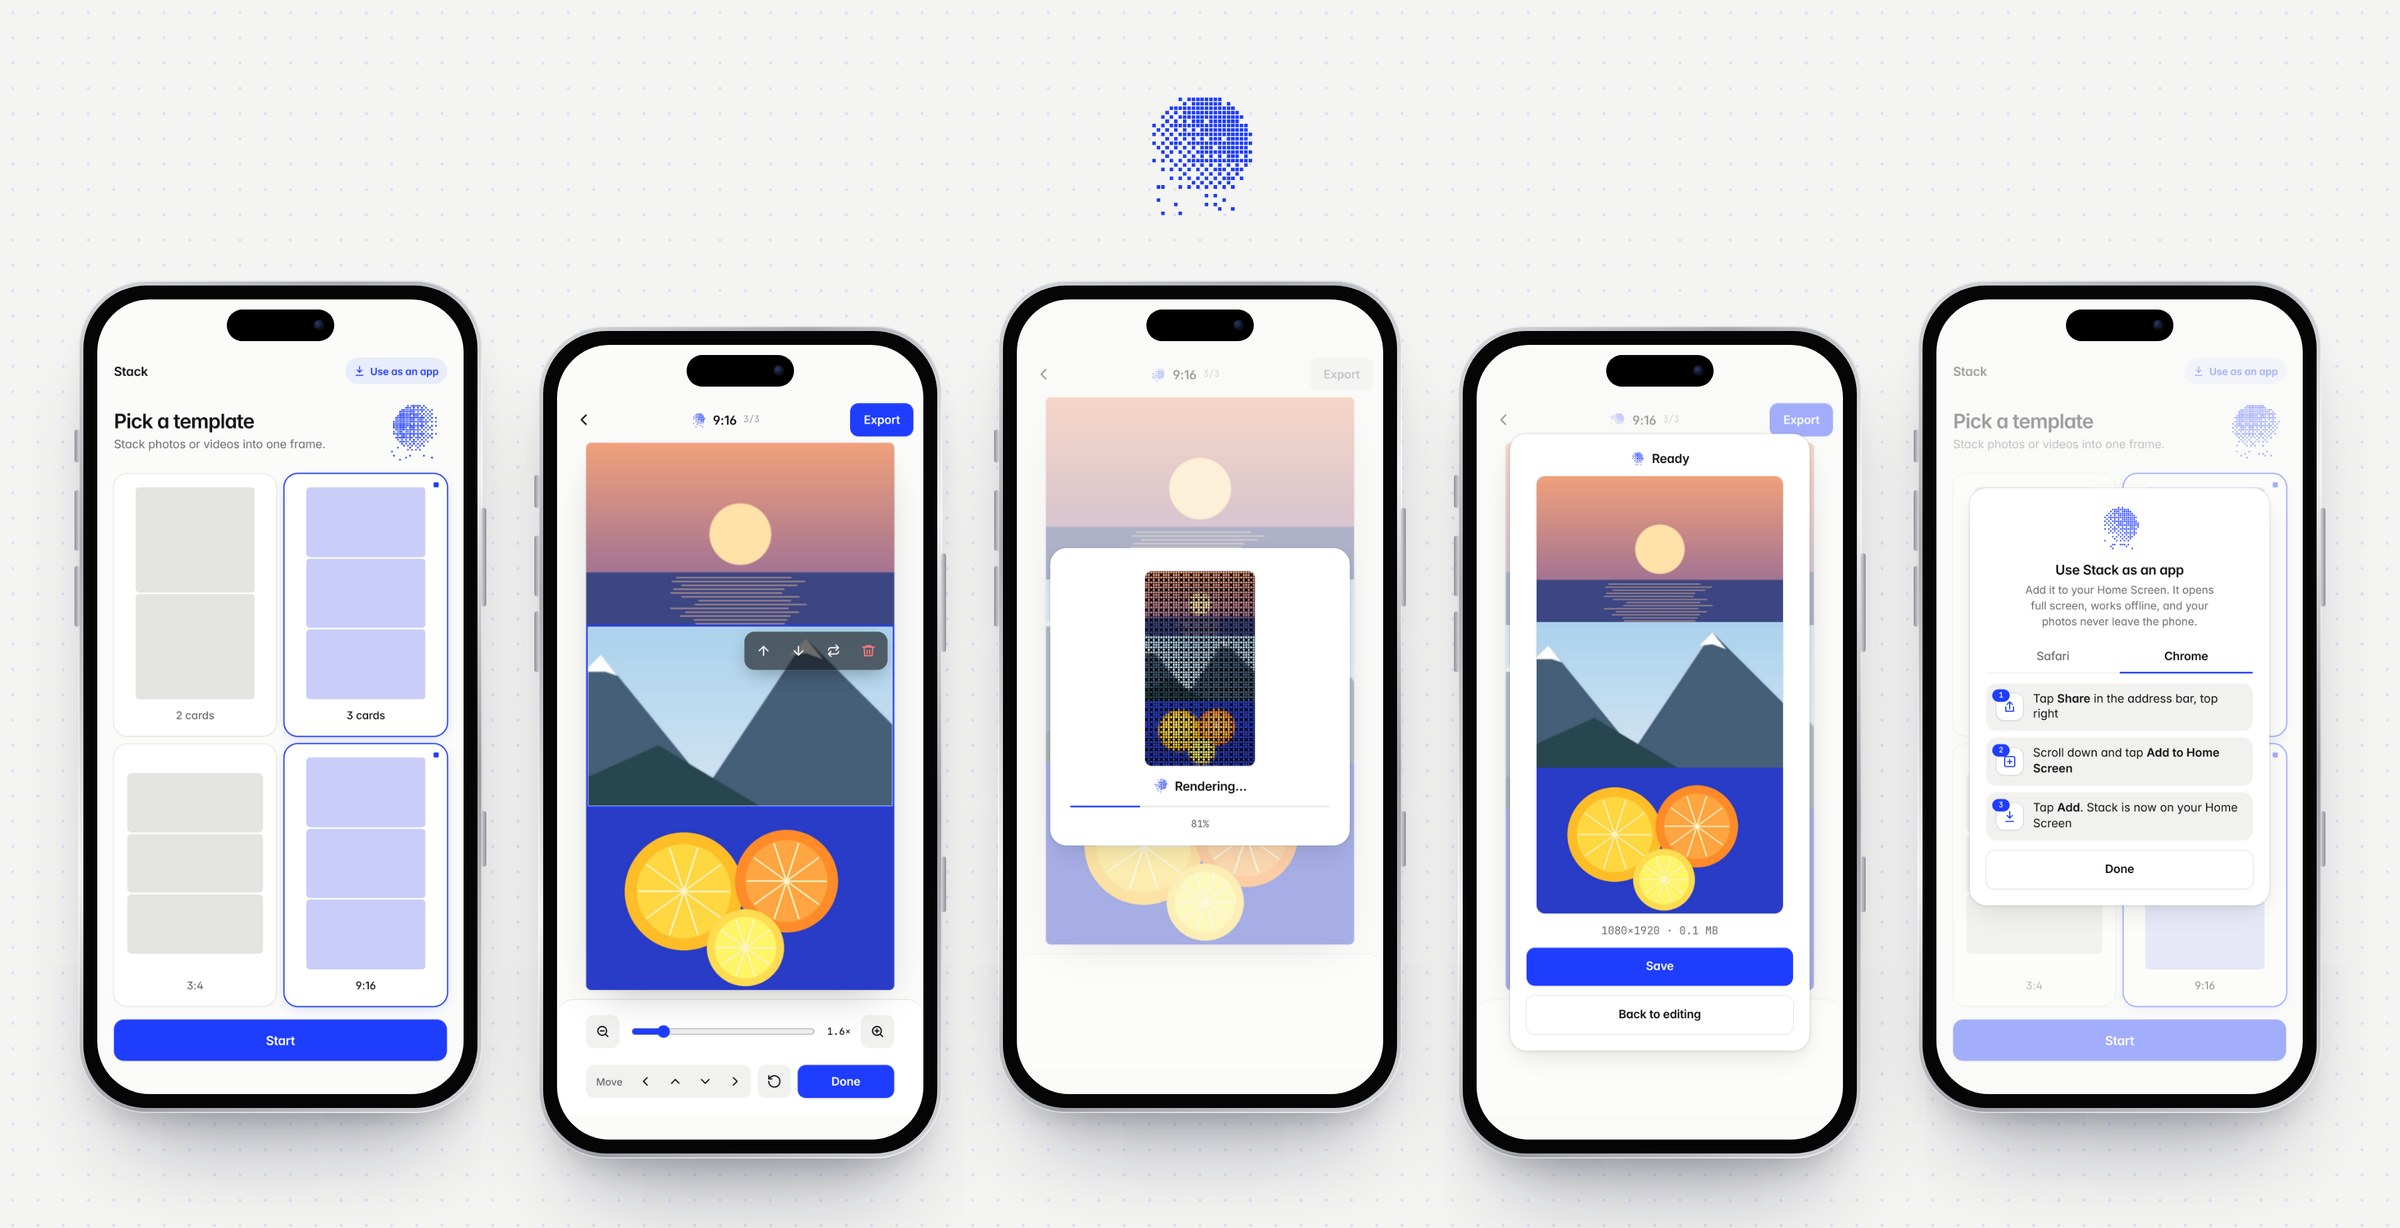 Stack
Use as an app
Pick a template
Stack photos or videos into one frame.
2 cards
3 cards
3:4
9:16
Start
9:16 3/3
Export
1.6×
Move
Done
9:16 3/3
Export
Rendering...
81%
9:16 3/3
Export
Ready
1080×1920 · 0.1 MB
Save
Back to editing
Stack
Use as an app
Pick a template
Stack photos or videos into one frame.
Use Stack as an app
Add it to your Home Screen. It opens
full screen, works offline, and your
photos never leave the phone.
Safari
Chrome
1
Tap Share in the address bar, top
right
2
Scroll down and tap Add to Home
Screen
3
Tap Add. Stack is now on your Home
Screen
Done
3:4
9:16
Start